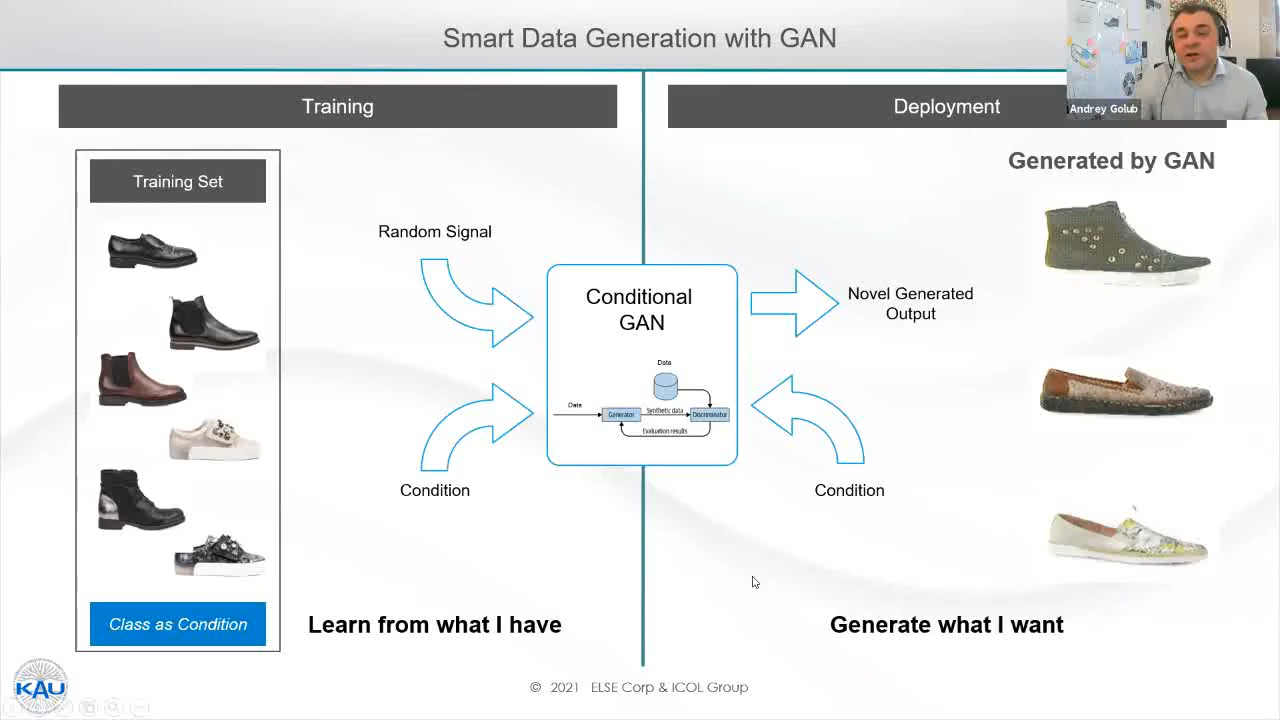 Smart Data Generation with GAN
Andrey Golub
Training
Deployment
Training Set
Class as Condition
Random Signal
Condition
Learn from what I have
Conditional
GAN
Data
Data
Generator
Synthetic data
Discriminator
Evaluation results
Generated by GAN
Novel Generated
Output
Condition
Generate what I want
KAU
© 2021 ELSE Corp & ICOL Group